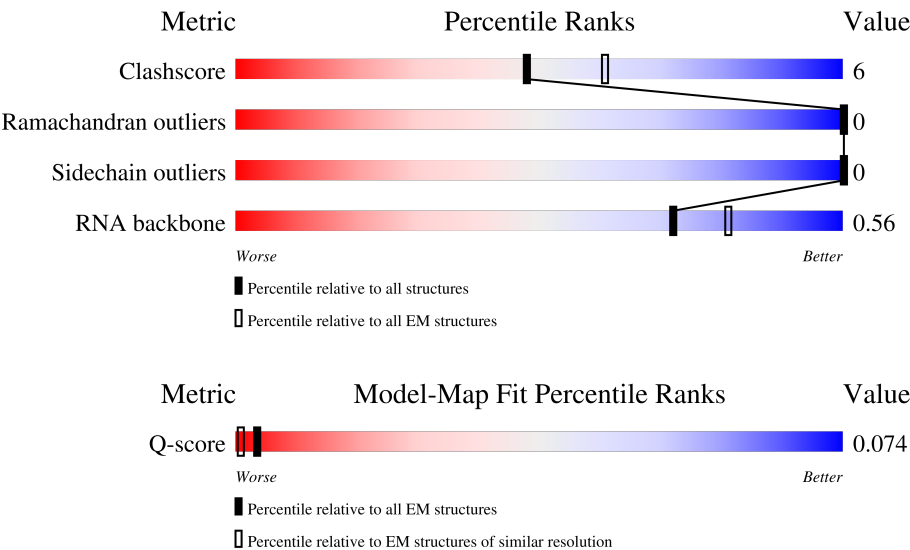 Metric Percentile Ranks Value
Clashscore 6
Ramachandran outliers 0
Sidechain outliers 0
RNA backbone 0.56
Worse Better
Percentile relative to all structures
Percentile relative to all EM structures
Metric Model-Map Fit Percentile Ranks Value
Q-score 0.074
Worse Better
Percentile relative to all EM structures
Percentile relative to EM structures of similar resolution